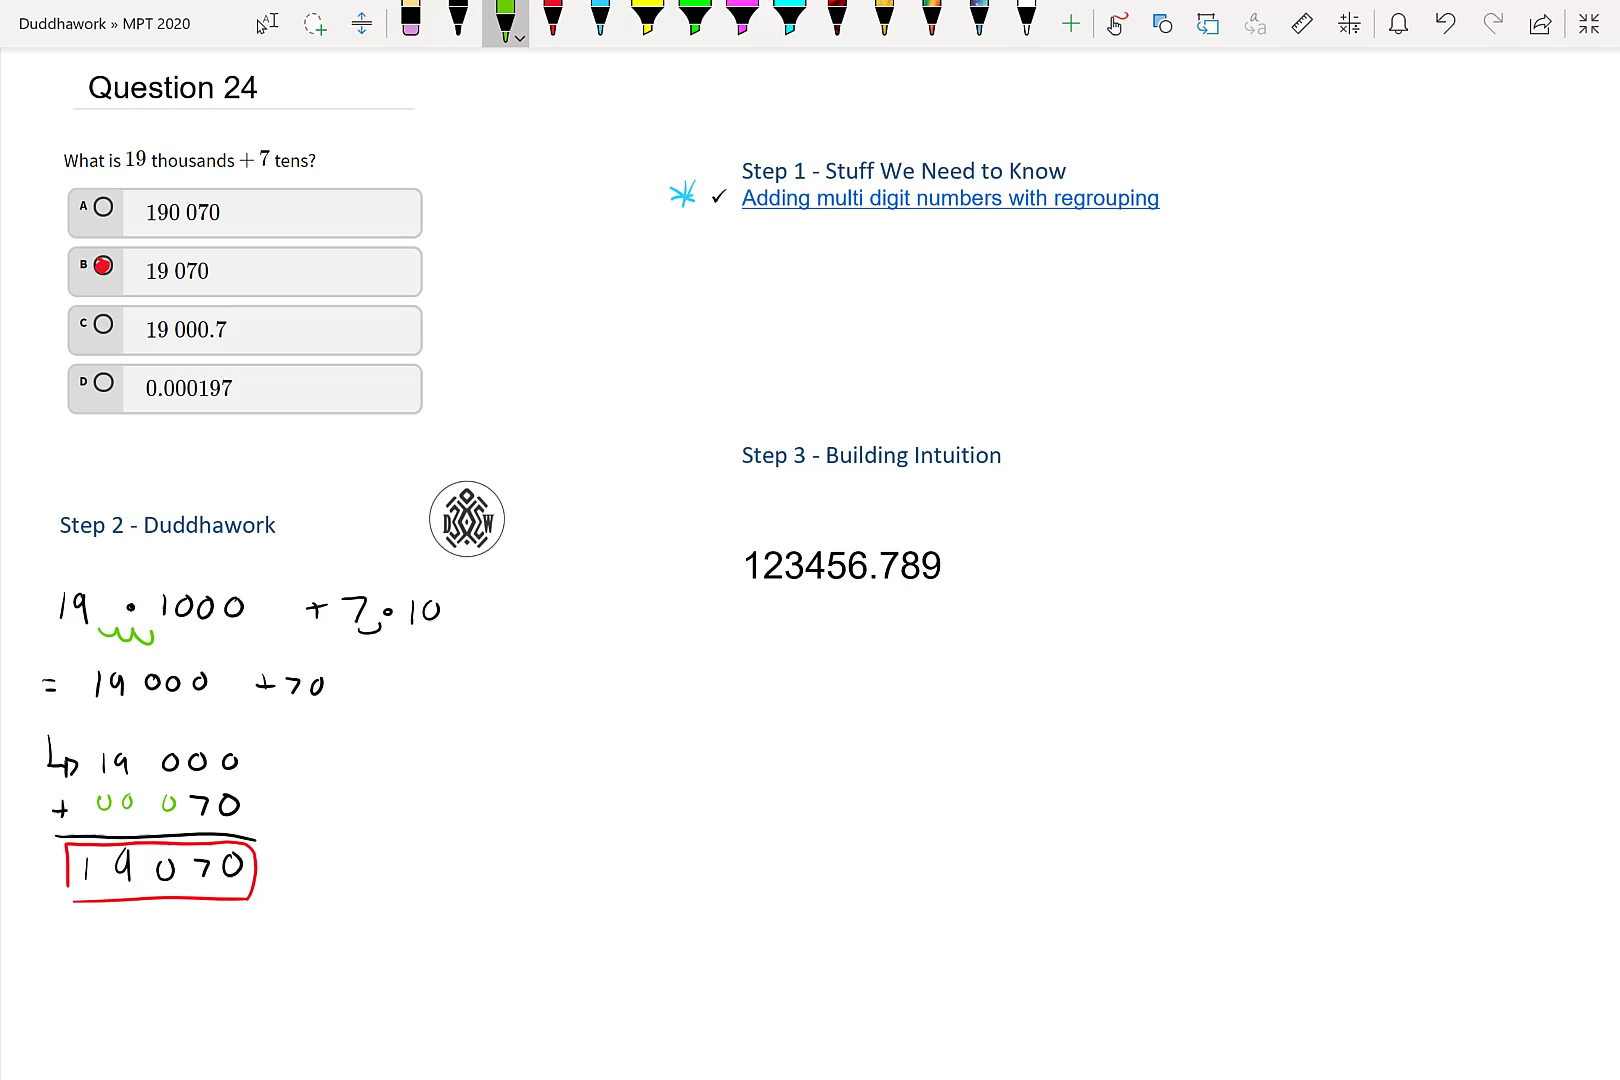 Duddhawork » MPT 2020
Question 24
What is 19 thousands + 7 tens?
A 190 070
B 19 070
C 19 000.7
D 0.000197
Step 1 - Stuff We Need to Know
✓ Adding multi digit numbers with regrouping
Step 2 - Duddhawork
D W
19 • 1000 + 7 • 10
= 19 000 + 70
↳ 19 000
+ 00 070
19070
Step 3 - Building Intuition
123456.789